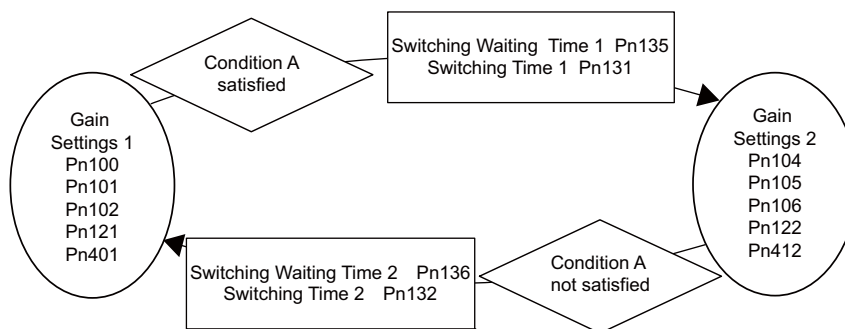 Condition A
satisfied
Switching Waiting Time 1 Pn135
Switching Time 1 Pn131
Gain
Settings 1
Pn100
Pn101
Pn102
Pn121
Pn401
Gain
Settings 2
Pn104
Pn105
Pn106
Pn122
Pn412
Switching Waiting Time 2 Pn136
Switching Time 2 Pn132
Condition A
not satisfied